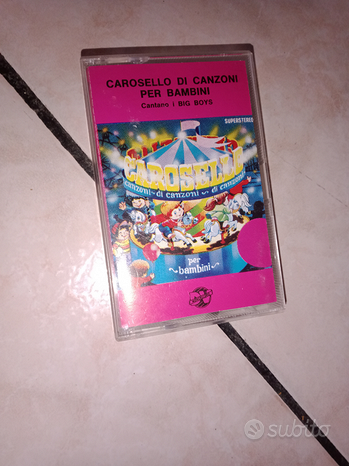 CAROSELLO DI CANZONI
PER BAMBINI
Cantano i BIG BOYS
SUPERSTEREO
CAROSELLO
canzoni - di canzoni - di canzoni
per
bambini
subito